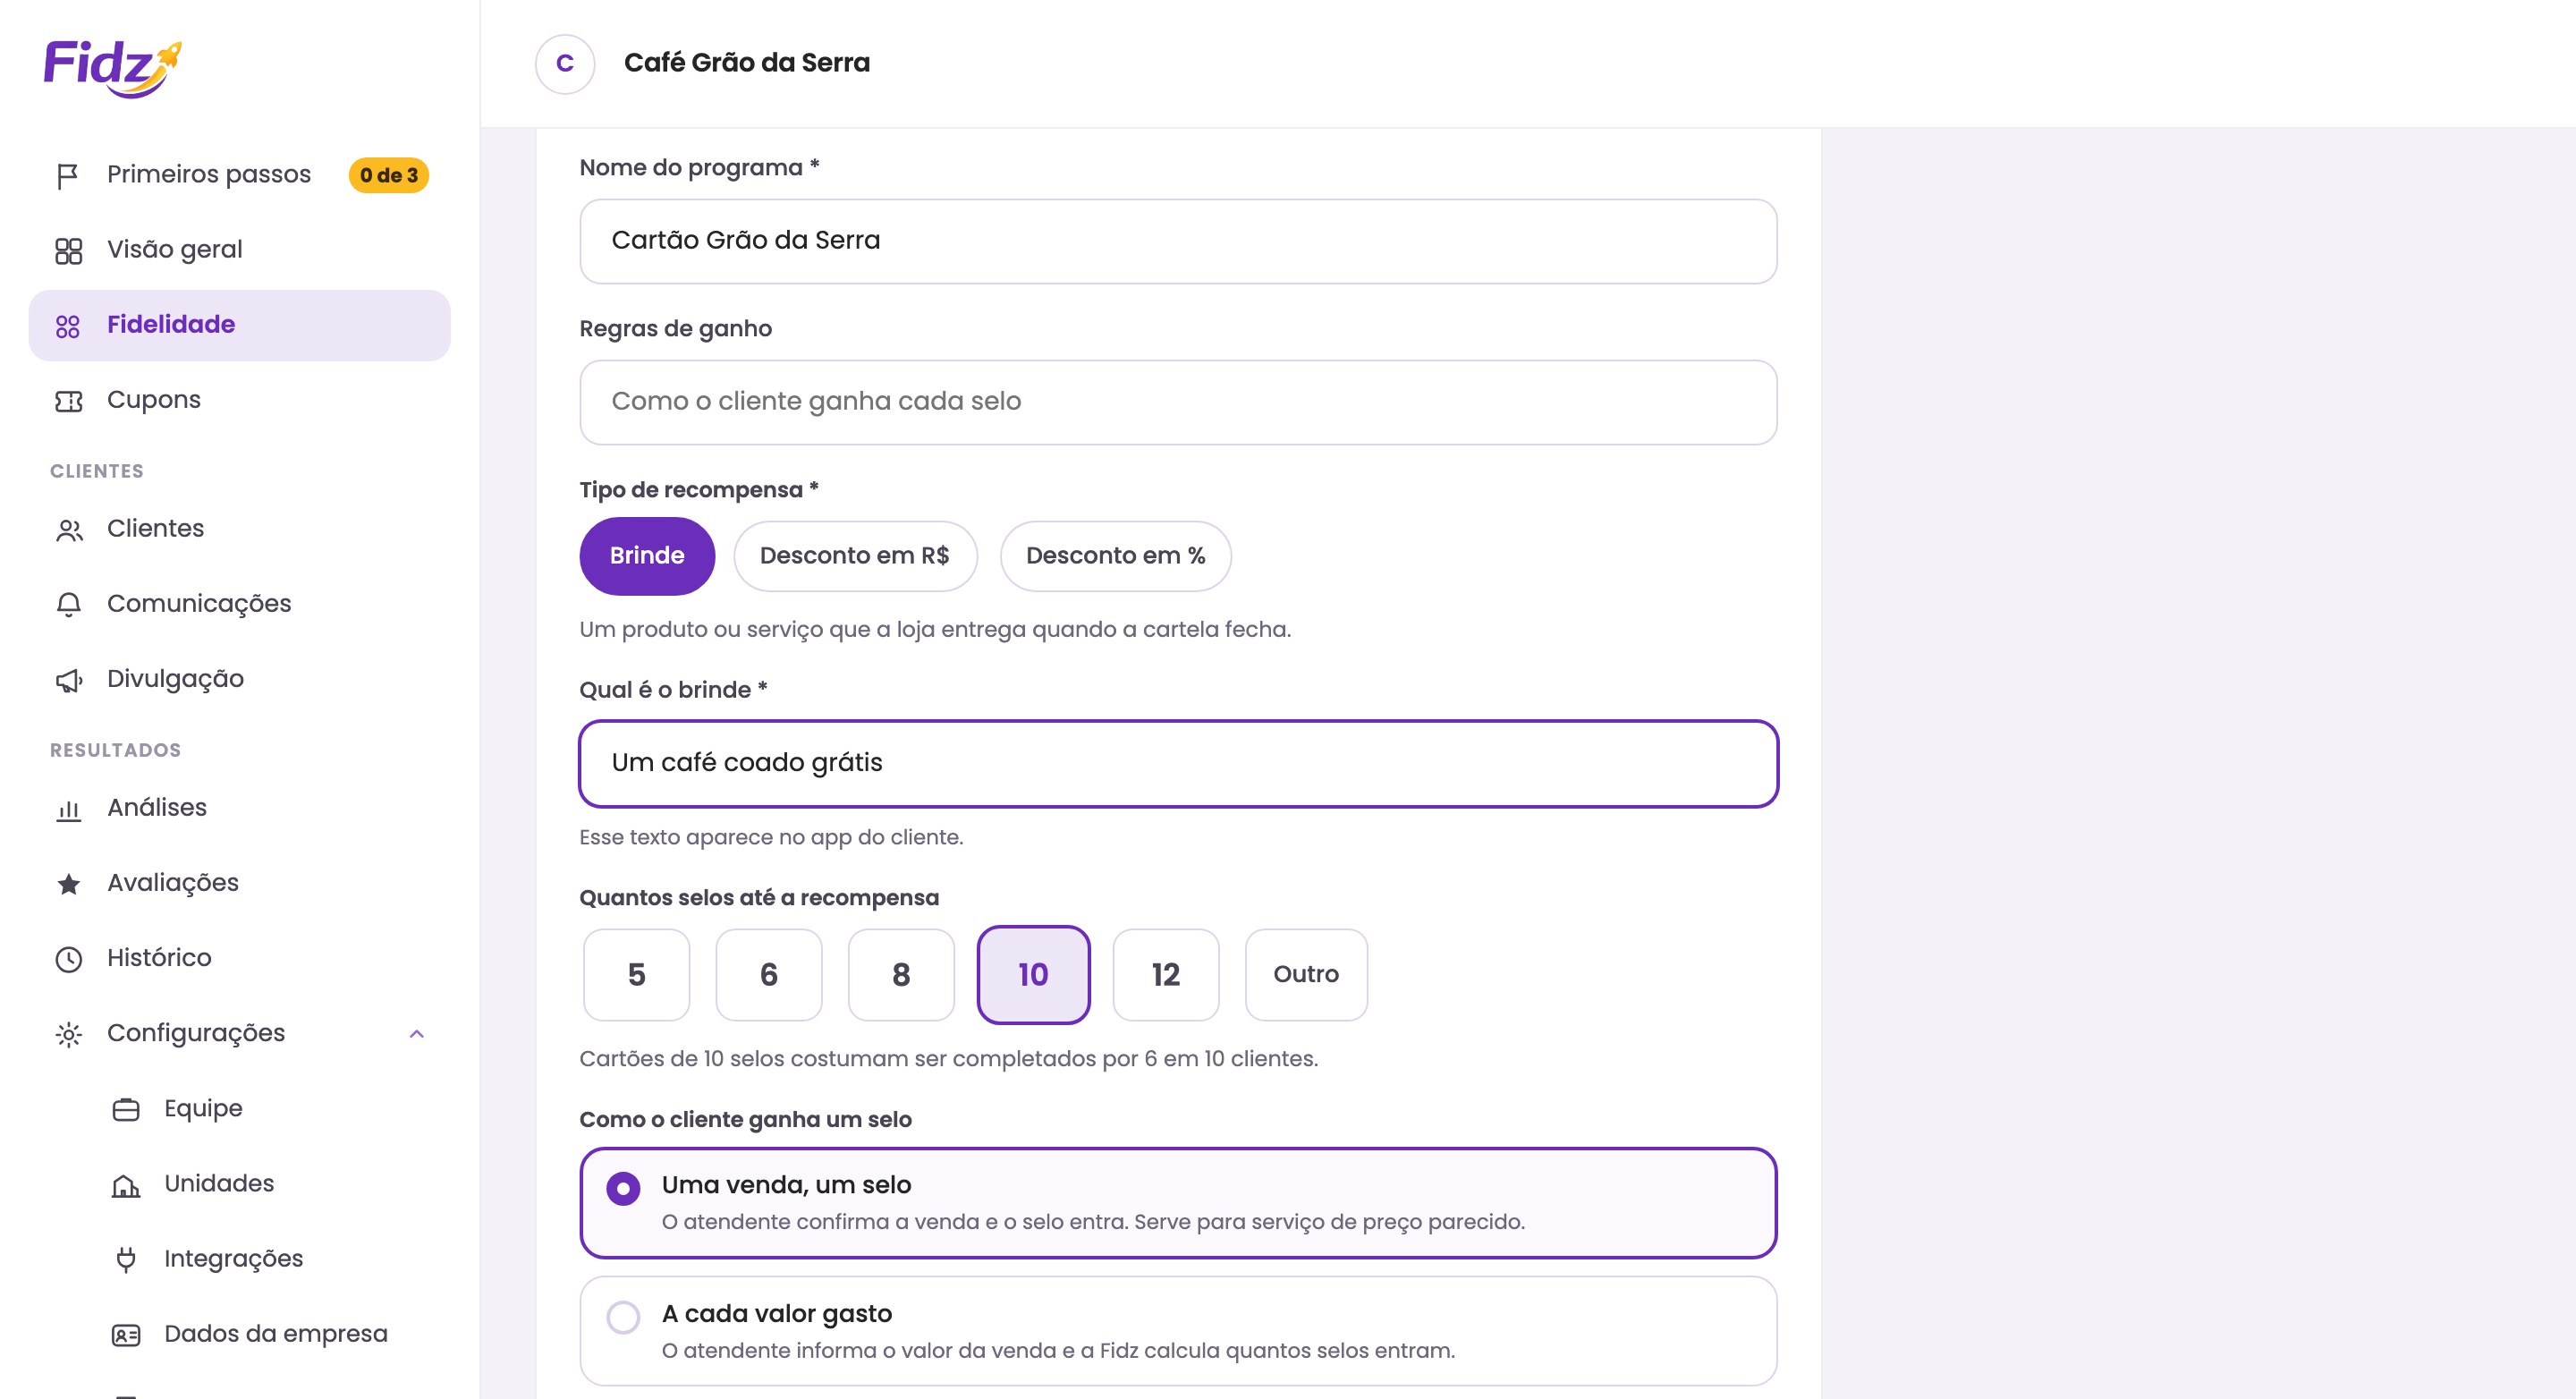 Fidz
Primeiros passos 0 de 3
Visão geral
Fidelidade
Cupons
CLIENTES
Clientes
Comunicações
Divulgação
RESULTADOS
Análises
Avaliações
Histórico
Configurações
Equipe
Unidades
Integrações
Dados da empresa
C Café Grão da Serra
Nome do programa *
Cartão Grão da Serra
Regras de ganho
Como o cliente ganha cada selo
Tipo de recompensa *
Brinde Desconto em R$ Desconto em %
Um produto ou serviço que a loja entrega quando a cartela fecha.
Qual é o brinde *
Um café coado grátis
Esse texto aparece no app do cliente.
Quantos selos até a recompensa
5 6 8 10 12 Outro
Cartões de 10 selos costumam ser completados por 6 em 10 clientes.
Como o cliente ganha um selo
Uma venda, um selo
O atendente confirma a venda e o selo entra. Serve para serviço de preço parecido.
A cada valor gasto
O atendente informa o valor da venda e a Fidz calcula quantos selos entram.